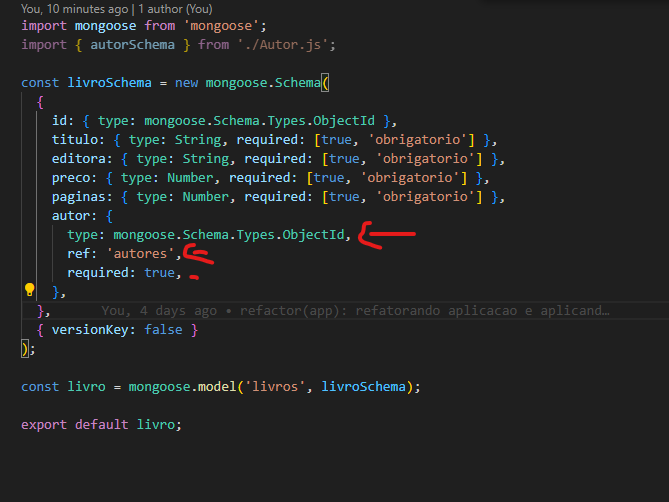 You, 10 minutes ago | 1 author (You)
import mongoose from 'mongoose';
import { autorSchema } from './Autor.js';
const livroSchema = new mongoose.Schema(
{
id: { type: mongoose.Schema.Types.ObjectId },
titulo: { type: String, required: [true, 'obrigatorio'] },
editora: { type: String, required: [true, 'obrigatorio'] },
preco: { type: Number, required: [true, 'obrigatorio'] },
paginas: { type: Number, required: [true, 'obrigatorio'] },
autor: {
type: mongoose.Schema.Types.ObjectId,
ref: 'autores',
required: true,
},
}, You, 4 days ago • refactor(app): refatorando aplicacao e aplicand…
{ versionKey: false }
);
const livro = mongoose.model('livros', livroSchema);
export default livro;